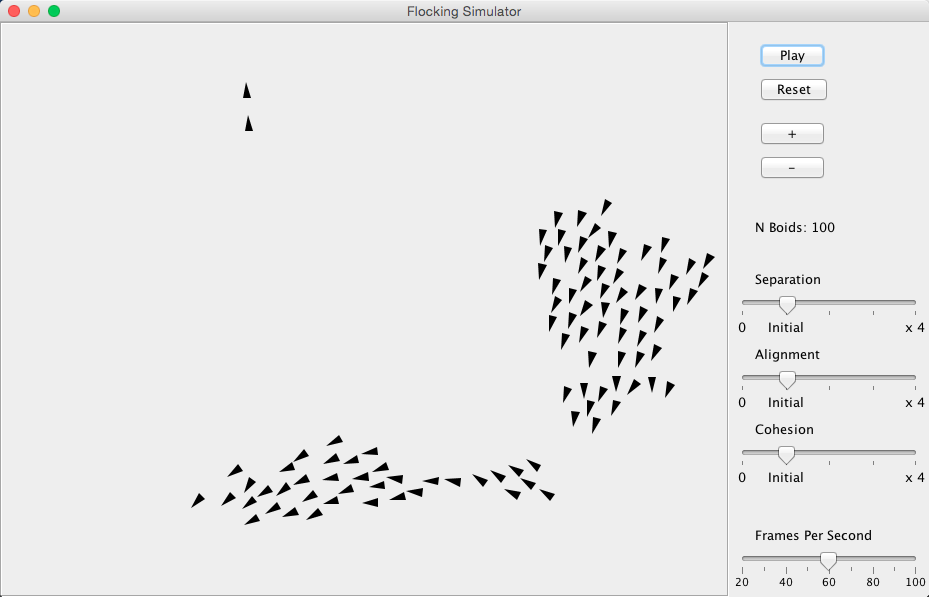 Flocking Simulator
Play
Reset
+
–
N Boids: 100
Separation
0 Initial x 4
Alignment
0 Initial x 4
Cohesion
0 Initial x 4
Frames Per Second
20 40 60 80 100